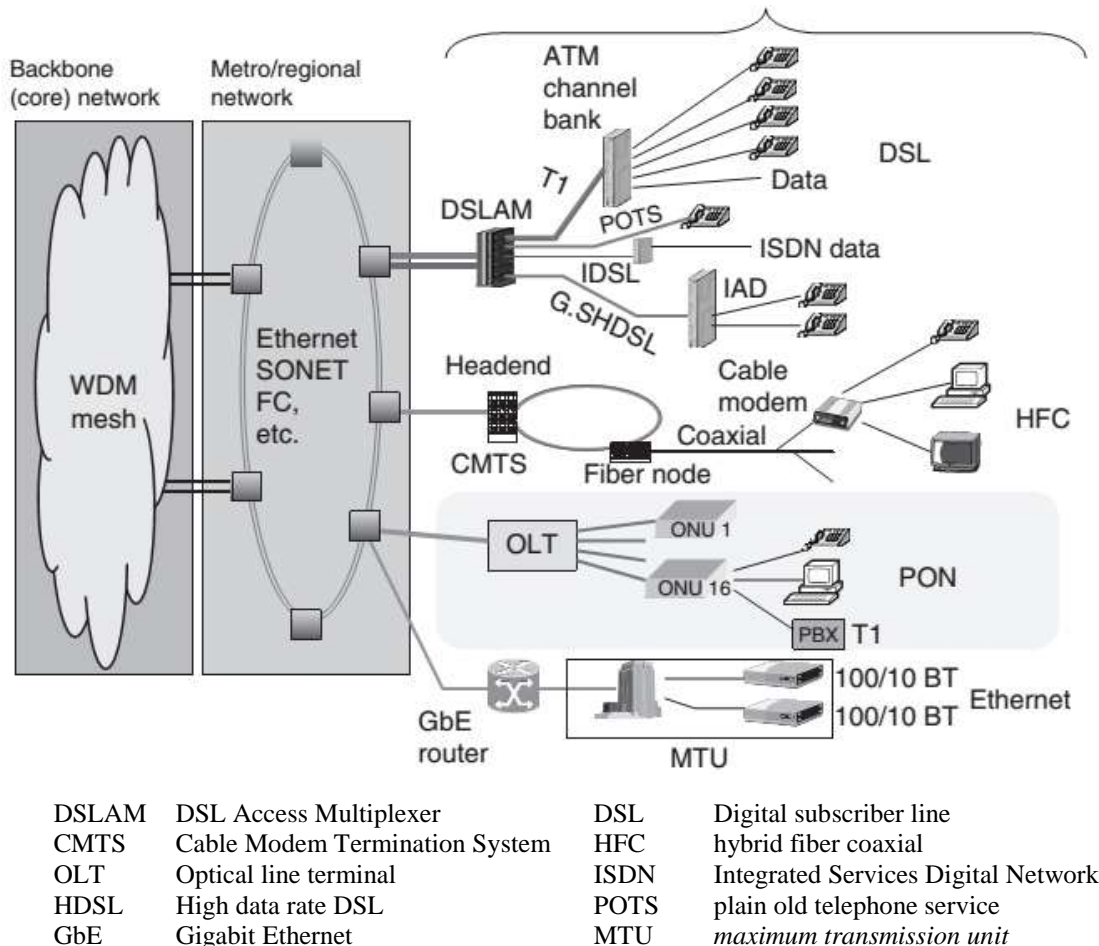 Backbone
(core) network
Metro/regional
network
ATM
channel
bank
DSL
T1
Data
DSLAM
POTS
ISDN data
IDSL
IAD
G.SHDSL
Ethernet
SONET
FC,
etc.
WDM
mesh
Headend
Cable
modem
HFC
Coaxial
CMTS
Fiber node
OLT
ONU 1
ONU 16
PON
PBX T1
100/10 BT
Ethernet
100/10 BT
GbE
router
MTU
DSLAM DSL Access Multiplexer DSL Digital subscriber line
CMTS Cable Modem Termination System HFC hybrid fiber coaxial
OLT Optical line terminal ISDN Integrated Services Digital Network
HDSL High data rate DSL POTS plain old telephone service
GbE Gigabit Ethernet MTU maximum transmission unit